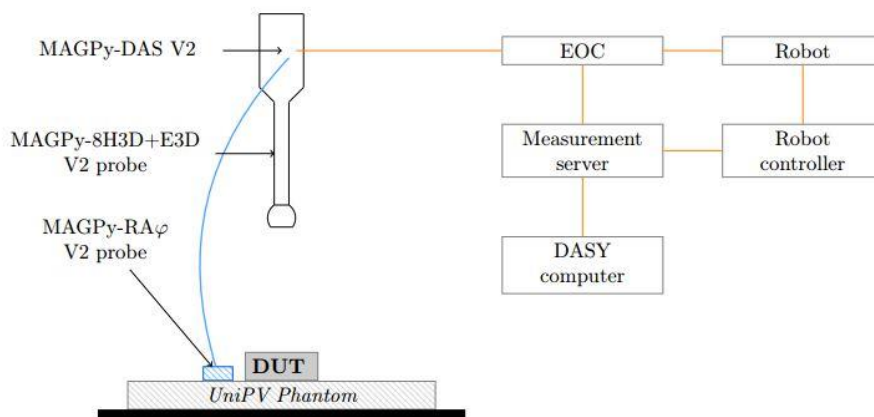 MAGPy-DAS V2
EOC
Robot
MAGPy-8H3D+E3D
V2 probe
Measurement
server
Robot
controller
MAGPy-RAφ
V2 probe
DASY
computer
DUT
UniPV Phantom